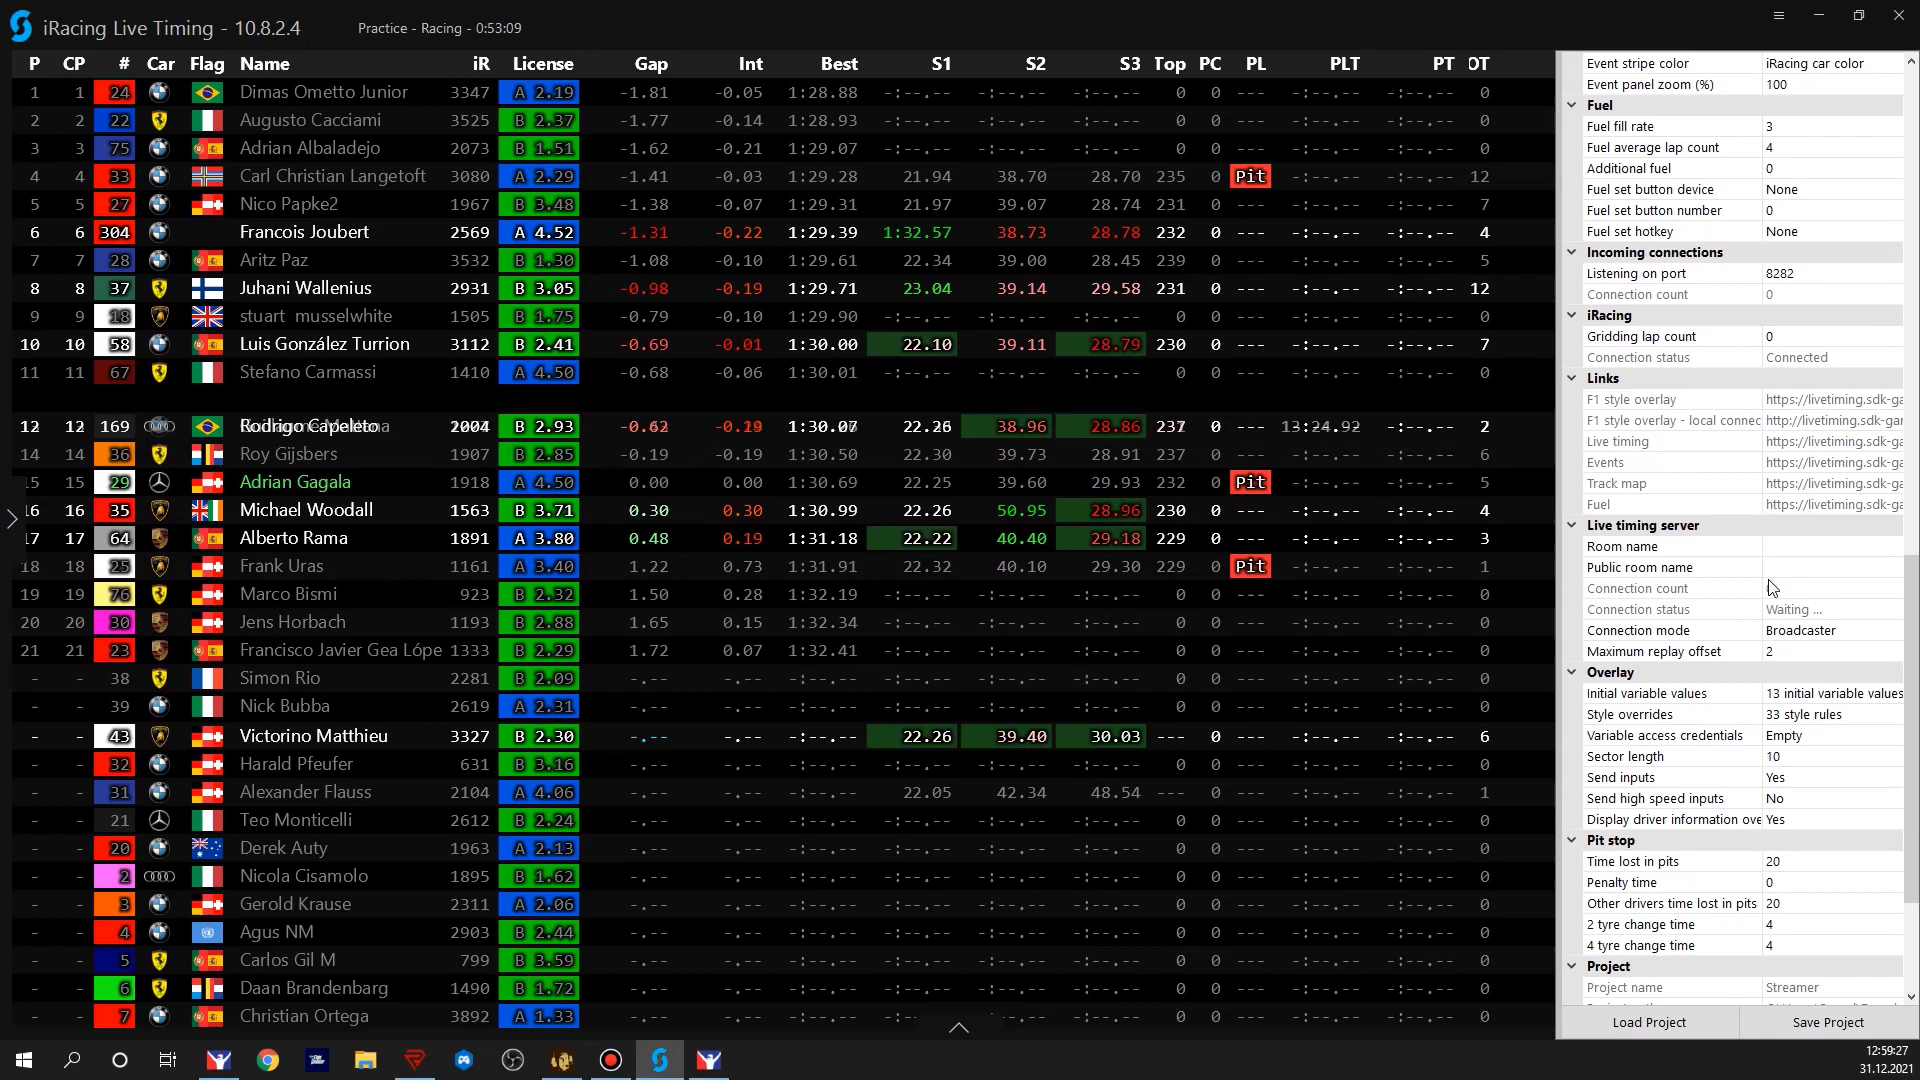 iRacing Live Timing - 10.8.2.4 Practice - Racing - 0:53:09
P CP # Car Flag Name iR License Gap Int Best S1 S2 S3 Top PC PL PLT PT OT
1 1 24 Dimas Ometto Junior 3347 A 2.19 -1.81 -0.05 1:28.88 -:--.-- -:--.-- -:--.-- 0 0 --- -:--.-- -:--.-- 0
2 2 22 Augusto Cacciami 3525 B 2.37 -1.77 -0.14 1:28.93 -:--.-- -:--.-- -:--.-- 0 0 --- -:--.-- -:--.-- 0
3 3 75 Adrian Albaladejo 2073 B 1.51 -1.62 -0.21 1:29.07 -:--.-- -:--.-- -:--.-- 0 0 --- -:--.-- -:--.-- 0
4 4 33 Carl Christian Langetoft 3080 A 2.29 -1.41 -0.03 1:29.28 21.94 38.70 28.70 235 0 Pit -:--.-- -:--.-- 12
5 5 27 Nico Papke2 1967 B 3.48 -1.38 -0.07 1:29.31 21.97 39.07 28.74 231 0 --- -:--.-- -:--.-- 7
6 6 304 Francois Joubert 2569 A 4.52 -1.31 -0.22 1:29.39 1:32.57 38.73 28.78 232 0 --- -:--.-- -:--.-- 4
7 7 28 Aritz Paz 3532 B 1.30 -1.08 -0.10 1:29.61 22.34 39.00 28.45 239 0 --- -:--.-- -:--.-- 5
8 8 37 Juhani Wallenius 2931 B 3.05 -0.98 -0.19 1:29.71 23.04 39.14 29.58 231 0 --- -:--.-- -:--.-- 12
9 9 18 stuart musselwhite 1505 B 1.75 -0.79 -0.10 1:29.90 -:--.-- -:--.-- -:--.-- 0 0 --- -:--.-- -:--.-- 0
10 10 58 Luis González Turrion 3112 B 2.41 -0.69 -0.01 1:30.00 22.10 39.11 28.79 230 0 --- -:--.-- -:--.-- 7
11 11 67 Stefano Carmassi 1410 A 4.50 -0.68 -0.06 1:30.01 -:--.-- -:--.-- -:--.-- 0 0 --- -:--.-- -:--.-- 0
12 12 169 Rodrigo Capeletto B 2.93 22.26 38.96 28.86 0 --- 2
14 14 36 Roy Gijsbers 1907 B 2.85 -0.19 -0.19 1:30.50 22.30 39.73 28.91 237 0 --- -:--.-- -:--.-- 6
15 15 29 Adrian Gagala 1918 A 4.50 0.00 0.00 1:30.69 22.25 39.60 29.93 232 0 Pit -:--.-- -:--.-- 5
16 16 35 Michael Woodall 1563 B 3.71 0.30 0.30 1:30.99 22.26 50.95 28.96 230 0 --- -:--.-- -:--.-- 4
17 17 64 Alberto Rama 1891 A 3.80 0.48 0.19 1:31.18 22.22 40.40 29.18 229 0 --- -:--.-- -:--.-- 3
18 18 25 Frank Uras 1161 A 3.40 1.22 0.73 1:31.91 22.32 40.10 29.30 229 0 Pit -:--.-- -:--.-- 1
19 19 76 Marco Bismi 923 B 2.32 1.50 0.28 1:32.19 -:--.-- -:--.-- -:--.-- 0 0 --- -:--.-- -:--.-- 0
20 20 30 Jens Horbach 1193 B 2.88 1.65 0.15 1:32.34 -:--.-- -:--.-- -:--.-- 0 0 --- -:--.-- -:--.-- 0
21 21 23 Francisco Javier Gea Lópe 1333 B 2.29 1.72 0.07 1:32.41 -:--.-- -:--.-- -:--.-- 0 0 --- -:--.-- -:--.-- 0
- - 38 Simon Rio 2281 B 2.09 -.-- -.-- -:--.-- -:--.-- -:--.-- -:--.-- 0 0 --- -:--.-- -:--.-- 0
- - 39 Nick Bubba 2619 A 2.31 -.-- -.-- -:--.-- -:--.-- -:--.-- -:--.-- 0 0 --- -:--.-- -:--.-- 0
- - 43 Victorino Matthieu 3327 B 2.30 -.-- -.-- -:--.-- 22.26 39.40 30.03 --- 0 --- -:--.-- -:--.-- 6
- - 32 Harald Pfeufer 631 B 3.16 -.-- -.-- -:--.-- -:--.-- -:--.-- -:--.-- 0 0 --- -:--.-- -:--.-- 0
- - 31 Alexander Flauss 2104 A 4.06 -.-- -.-- -:--.-- 22.05 42.34 48.54 --- 0 --- -:--.-- -:--.-- 1
- - 21 Teo Monticelli 2612 B 2.24 -.-- -.-- -:--.-- -:--.-- -:--.-- -:--.-- 0 0 --- -:--.-- -:--.-- 0
- - 20 Derek Auty 1963 A 2.13 -.-- -.-- -:--.-- -:--.-- -:--.-- -:--.-- 0 0 --- -:--.-- -:--.-- 0
- - 2 Nicola Cisamolo 1895 B 1.62 -.-- -.-- -:--.-- -:--.-- -:--.-- -:--.-- 0 0 --- -:--.-- -:--.-- 0
- - 3 Gerold Krause 2311 A 2.06 -.-- -.-- -:--.-- -:--.-- -:--.-- -:--.-- 0 0 --- -:--.-- -:--.-- 0
- - 4 Agus NM 2903 B 2.44 -.-- -.-- -:--.-- -:--.-- -:--.-- -:--.-- 0 0 --- -:--.-- -:--.-- 0
- - 5 Carlos Gil M 799 B 3.59 -.-- -.-- -:--.-- -:--.-- -:--.-- -:--.-- 0 0 --- -:--.-- -:--.-- 0
- - 6 Daan Brandenbarg 1490 B 1.72 -.-- -.-- -:--.-- -:--.-- -:--.-- -:--.-- 0 0 --- -:--.-- -:--.-- 0
- - 7 Christian Ortega 3892 A 1.33 -.-- -.-- -:--.-- -:--.-- -:--.-- -:--.-- 0 0 --- -:--.-- -:--.-- 0
Event stripe color iRacing car color
Event panel zoom (%) 100
Fuel
Fuel fill rate 3
Fuel average lap count 4
Additional fuel 0
Fuel set button device None
Fuel set button number 0
Fuel set hotkey None
Incoming connections
Listening on port 8282
Connection count 0
iRacing
Gridding lap count 0
Connection status Connected
Links
F1 style overlay https://livetiming.sdk-ga
F1 style overlay - local connec http://livetiming.sdk-gar
Live timing https://livetiming.sdk-ga
Events https://livetiming.sdk-ga
Track map https://livetiming.sdk-ga
Fuel https://livetiming.sdk-ga
Live timing server
Room name
Public room name
Connection count
Connection status Waiting ...
Connection mode Broadcaster
Maximum replay offset 2
Overlay
Initial variable values 13 initial variable values
Style overrides 33 style rules
Variable access credentials Empty
Sector length 10
Send inputs Yes
Send high speed inputs No
Display driver information ove Yes
Pit stop
Time lost in pits 20
Penalty time 0
Other drivers time lost in pits 20
2 tyre change time 4
4 tyre change time 4
Project
Project name Streamer
Load Project Save Project
12:59:27
31.12.2021